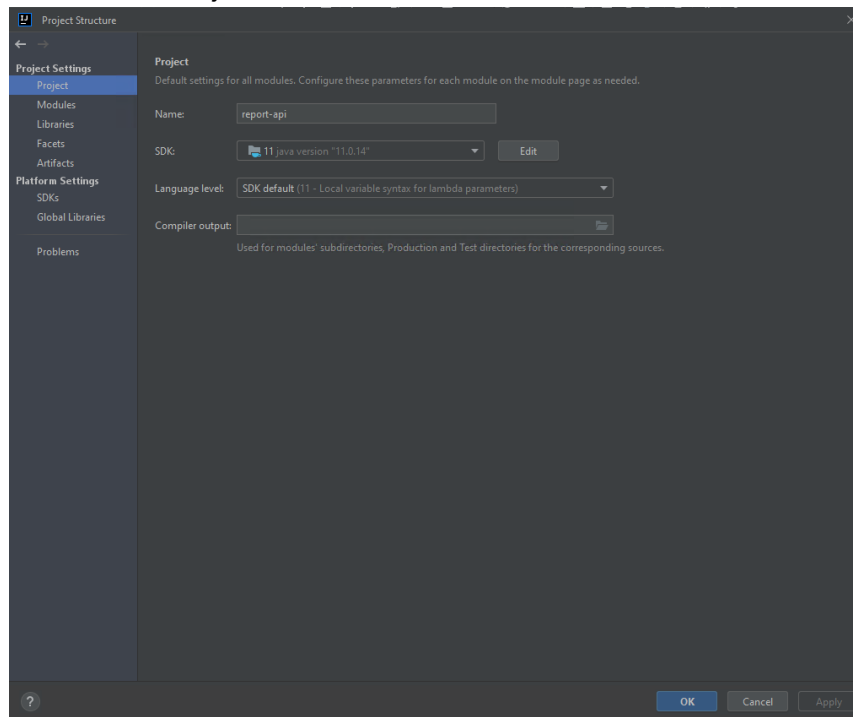 Project Structure
Project Settings
Project
Modules
Libraries
Facets
Artifacts
Platform Settings
SDKs
Global Libraries
Problems
Project
Default settings for all modules. Configure these parameters for each module on the module page as needed.
Name: report-api
SDK: 11 java version "11.0.14" Edit
Language level: SDK default (11 - Local variable syntax for lambda parameters)
Compiler output:
Used for modules' subdirectories, Production and Test directories for the corresponding sources.
? OK Cancel Apply